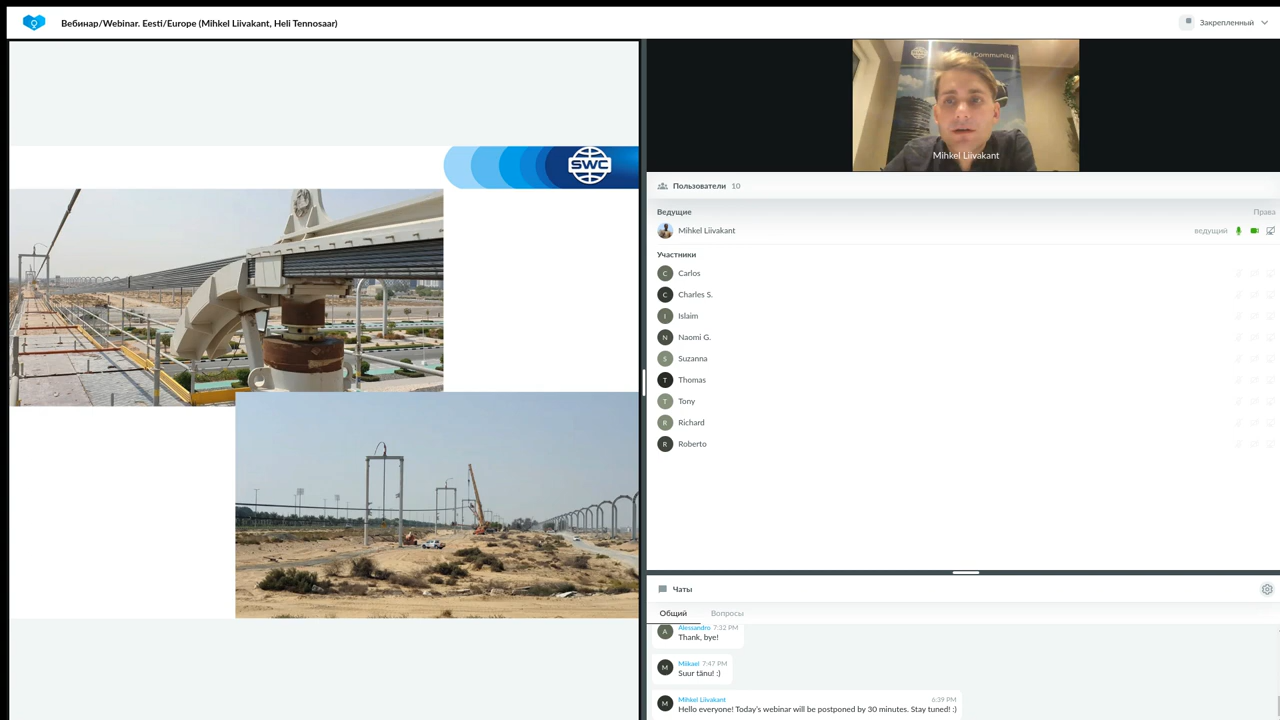 Вебинар/Webinar. Eesti/Europe (Mihkel Liivakant, Heli Tennosaar)
Закрепленный
SWC
Community
Mihkel Liivakant
Пользователи 10
Ведущие
Права
Mihkel Liivakant
ведущий
Участники
C Carlos
C Charles S.
I Islaim
N Naomi G.
S Suzanna
T Thomas
T Tony
R Richard
R Roberto
Чаты
Общий
Вопросы
A Alessandro 7:32 PM
Thank, bye!
M Miikael 7:47 PM
Suur tänu! :)
M Mihkel Liivakant 6:39 PM
Hello everyone! Today's webinar will be postponed by 30 minutes. Stay tuned! :)